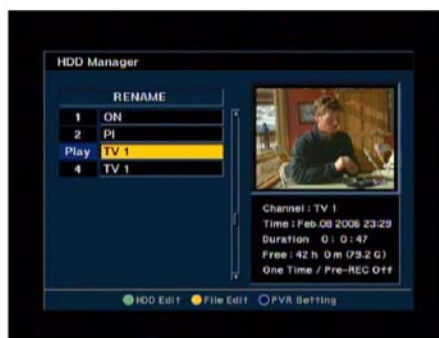 HDD Manager
RENAME
1 ON
2 PI
Play TV 1
4 TV 1
Channel : TV 1
Time : Feb.08 2006 23:29
Duration 0 : 0 : 47
Free : 42 h 0 m (79.2 G)
One Time / Pre-REC Off
HDD Edit File Edit PVR Setting